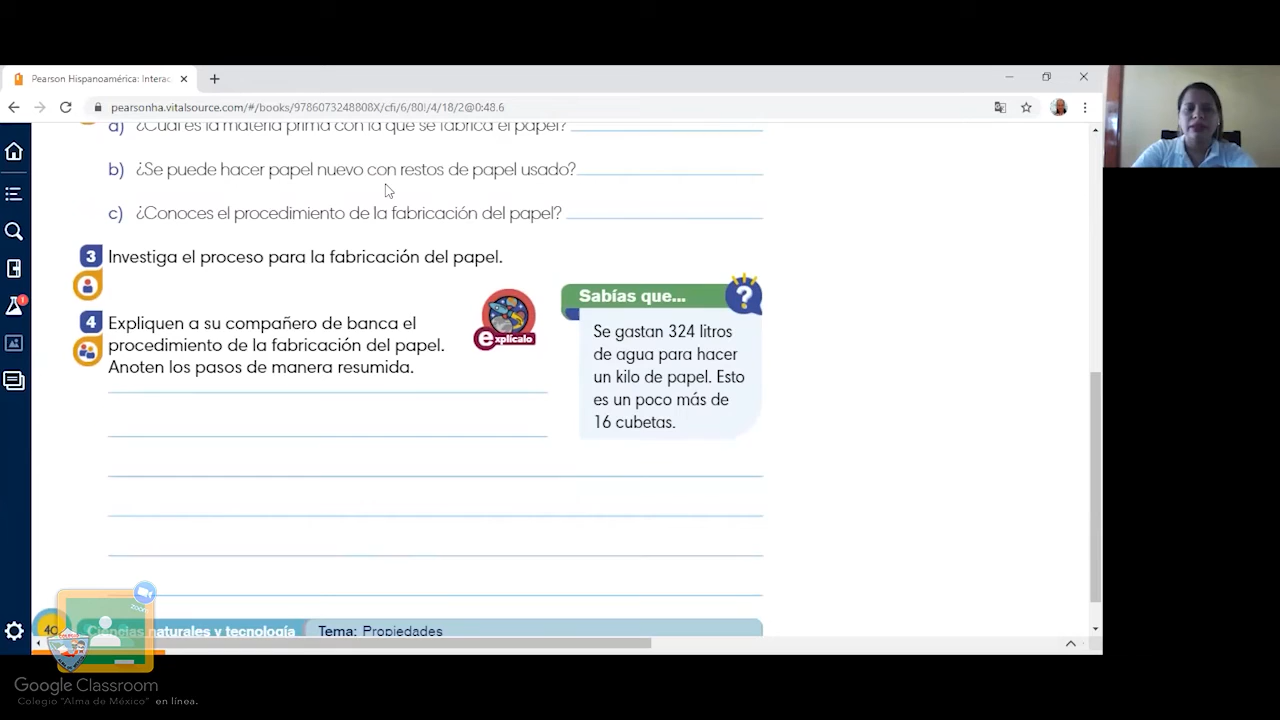 Pearson Hispanoamérica: Interac
pearsonha.vitalsource.com/#/books/9786073248808X/cfi/6/80!/4/18/2@0:48.6
a) ¿Cuál es la materia prima con la que se fabrica el papel?
b) ¿Se puede hacer papel nuevo con restos de papel usado?
c) ¿Conoces el procedimiento de la fabricación del papel?
3 Investiga el proceso para la fabricación del papel.
4 Expliquen a su compañero de banca el
procedimiento de la fabricación del papel.
Anoten los pasos de manera resumida.
explícalo
Sabías que...
?
Se gastan 324 litros
de agua para hacer
un kilo de papel. Esto
es un poco más de
16 cubetas.
1
40
Ciencias naturales y tecnología
Tema: Propiedades
zoom
Google Classroom
Colegio "Alma de México" en línea.